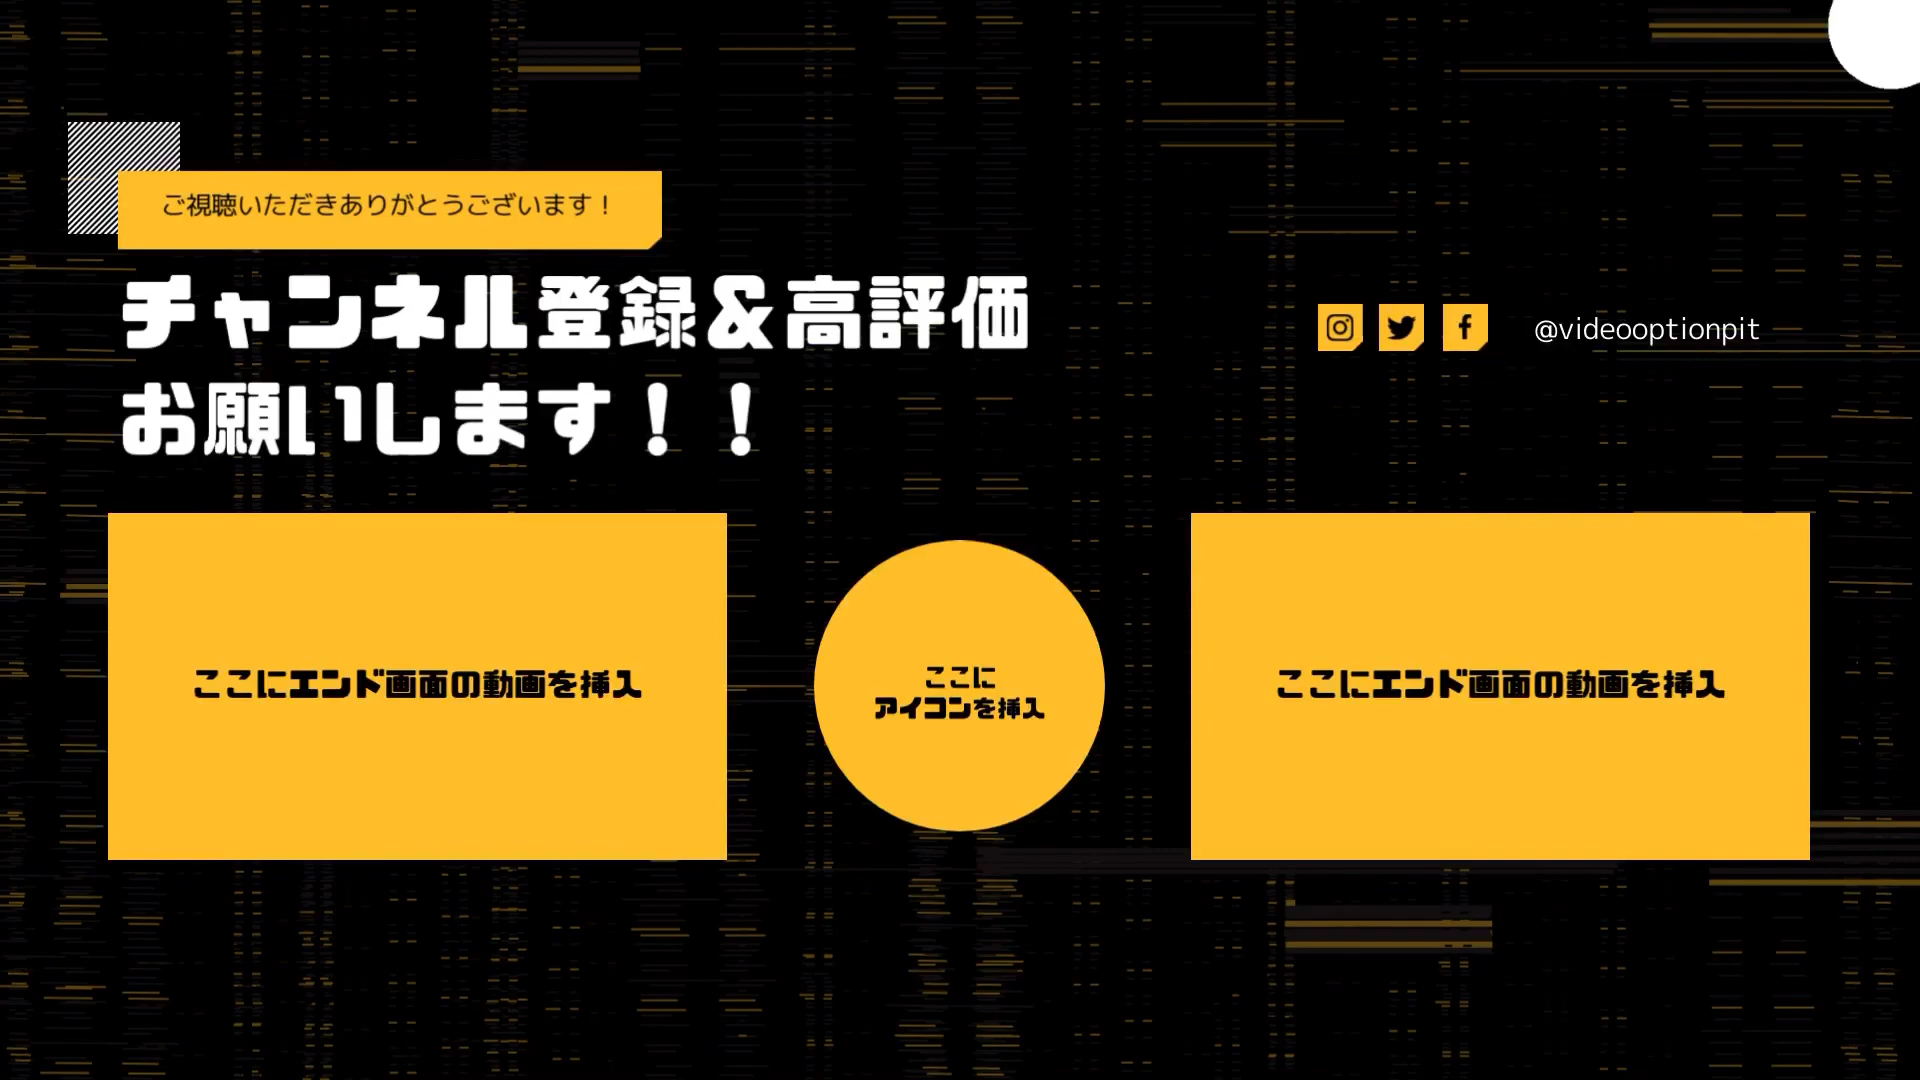 ご視聴いただきありがとうございます！
チャンネル登録&高評価
お願いします！！
@videooptionpit
ここにエンド画面の動画を挿入
ここに
アイコンを挿入
ここにエンド画面の動画を挿入